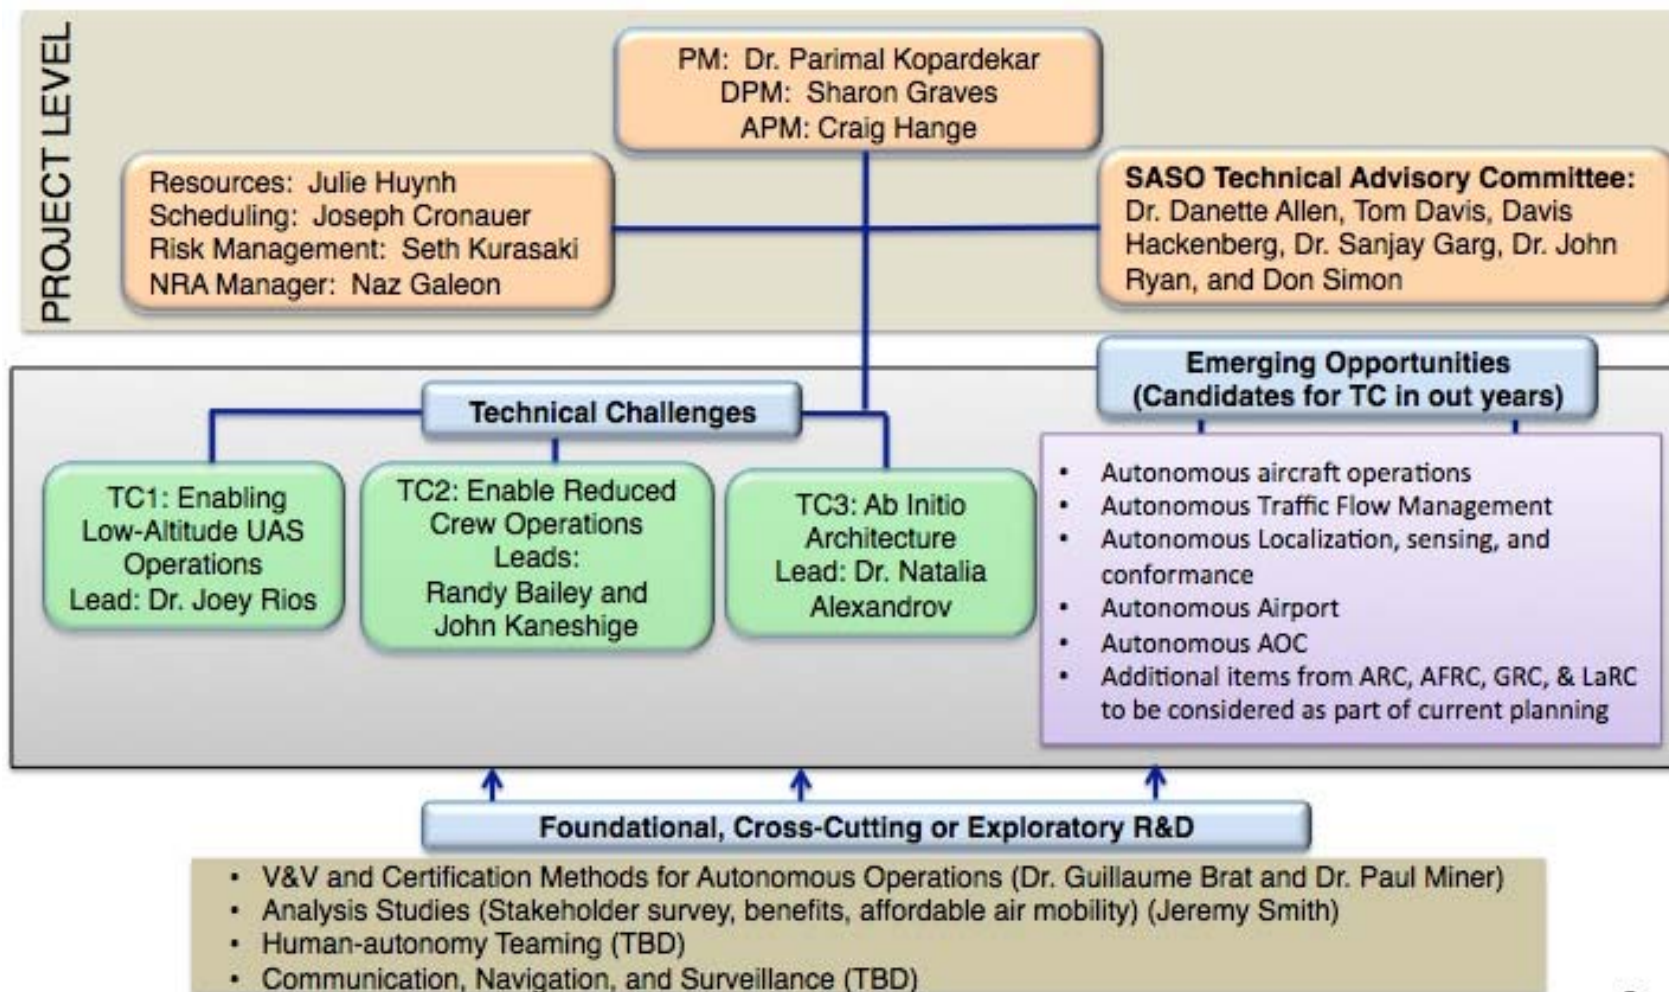 PROJECT LEVEL
PM: Dr. Parimal Kopardekar
DPM: Sharon Graves
APM: Craig Hange
Resources: Julie Huynh
Scheduling: Joseph Cronauer
Risk Management: Seth Kurasaki
NRA Manager: Naz Galeon
SASO Technical Advisory Committee:
Dr. Danette Allen, Tom Davis, Davis
Hackenberg, Dr. Sanjay Garg, Dr. John
Ryan, and Don Simon
Technical Challenges
TC1: Enabling
Low-Altitude UAS
Operations
Lead: Dr. Joey Rios
TC2: Enable Reduced
Crew Operations
Leads:
Randy Bailey and
John Kaneshige
TC3: Ab Initio
Architecture
Lead: Dr. Natalia
Alexandrov
Emerging Opportunities
(Candidates for TC in out years)
• Autonomous aircraft operations
• Autonomous Traffic Flow Management
• Autonomous Localization, sensing, and
conformance
• Autonomous Airport
• Autonomous AOC
• Additional items from ARC, AFRC, GRC, & LaRC
to be considered as part of current planning
Foundational, Cross-Cutting or Exploratory R&D
• V&V and Certification Methods for Autonomous Operations (Dr. Guillaume Brat and Dr. Paul Miner)
• Analysis Studies (Stakeholder survey, benefits, affordable air mobility) (Jeremy Smith)
• Human-autonomy Teaming (TBD)
• Communication, Navigation, and Surveillance (TBD)